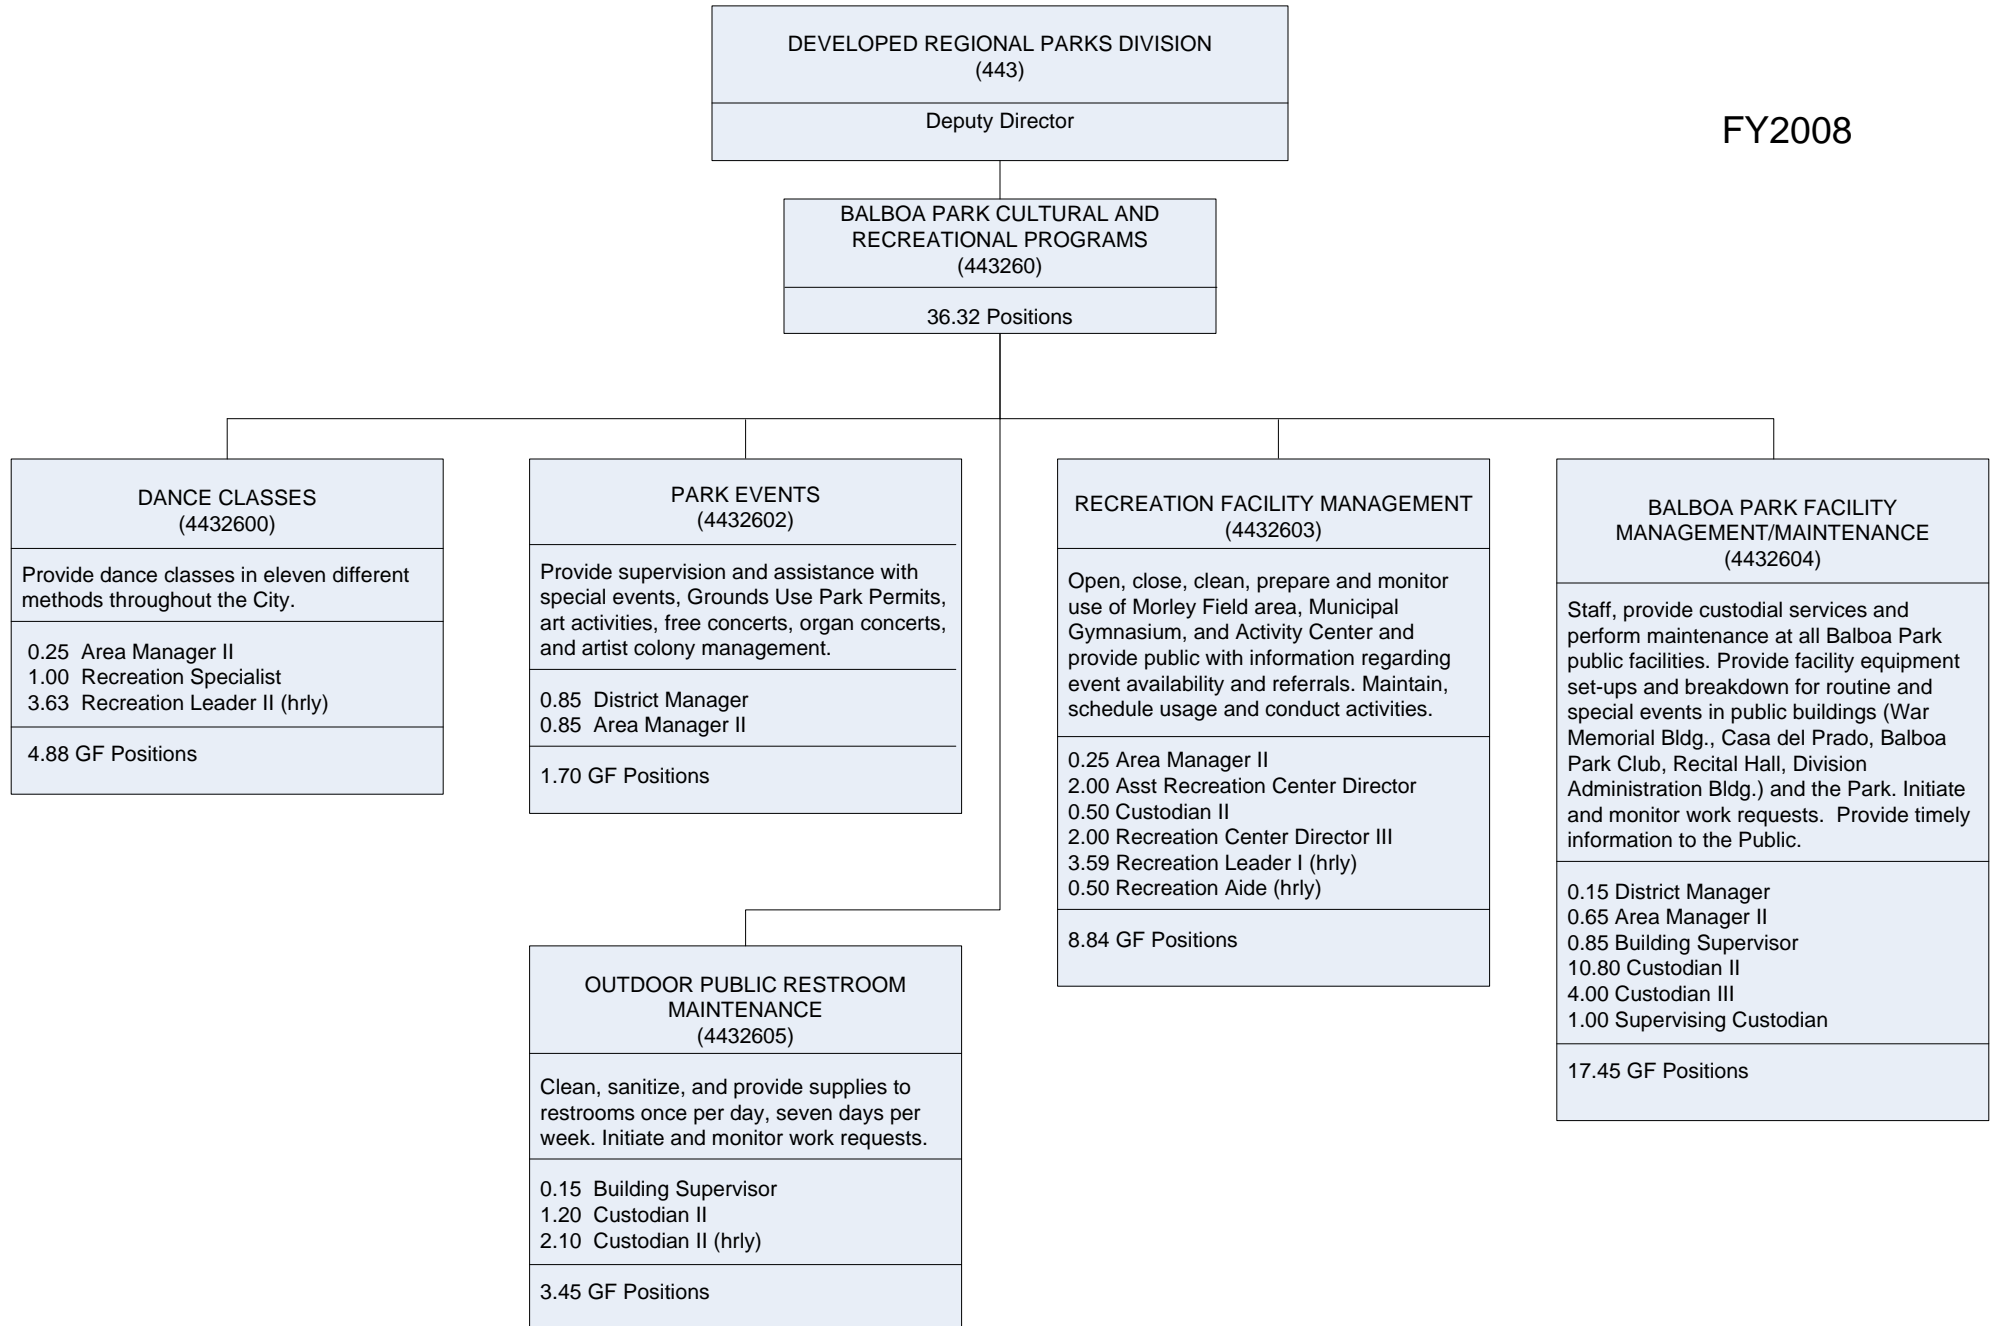 DEVELOPED REGIONAL PARKS DIVISION
(443)
Deputy Director
FY2008
BALBOA PARK CULTURAL AND
RECREATIONAL PROGRAMS
(443260)
36.32 Positions
DANCE CLASSES
(4432600)
Provide dance classes in eleven different
methods throughout the City.
0.25 Area Manager II
1.00 Recreation Specialist
3.63 Recreation Leader II (hrly)
4.88 GF Positions
PARK EVENTS
(4432602)
Provide supervision and assistance with
special events, Grounds Use Park Permits,
art activities, free concerts, organ concerts,
and artist colony management.
0.85 District Manager
0.85 Area Manager II
1.70 GF Positions
RECREATION FACILITY MANAGEMENT
(4432603)
Open, close, clean, prepare and monitor
use of Morley Field area, Municipal
Gymnasium, and Activity Center and
provide public with information regarding
event availability and referrals. Maintain,
schedule usage and conduct activities.
0.25 Area Manager II
2.00 Asst Recreation Center Director
0.50 Custodian II
2.00 Recreation Center Director III
3.59 Recreation Leader I (hrly)
0.50 Recreation Aide (hrly)
8.84 GF Positions
BALBOA PARK FACILITY
MANAGEMENT/MAINTENANCE
(4432604)
Staff, provide custodial services and
perform maintenance at all Balboa Park
public facilities. Provide facility equipment
set-ups and breakdown for routine and
special events in public buildings (War
Memorial Bldg., Casa del Prado, Balboa
Park Club, Recital Hall, Division
Administration Bldg.) and the Park. Initiate
and monitor work requests. Provide timely
information to the Public.
0.15 District Manager
0.65 Area Manager II
0.85 Building Supervisor
10.80 Custodian II
4.00 Custodian III
1.00 Supervising Custodian
17.45 GF Positions
OUTDOOR PUBLIC RESTROOM
MAINTENANCE
(4432605)
Clean, sanitize, and provide supplies to
restrooms once per day, seven days per
week. Initiate and monitor work requests.
0.15 Building Supervisor
1.20 Custodian II
2.10 Custodian II (hrly)
3.45 GF Positions